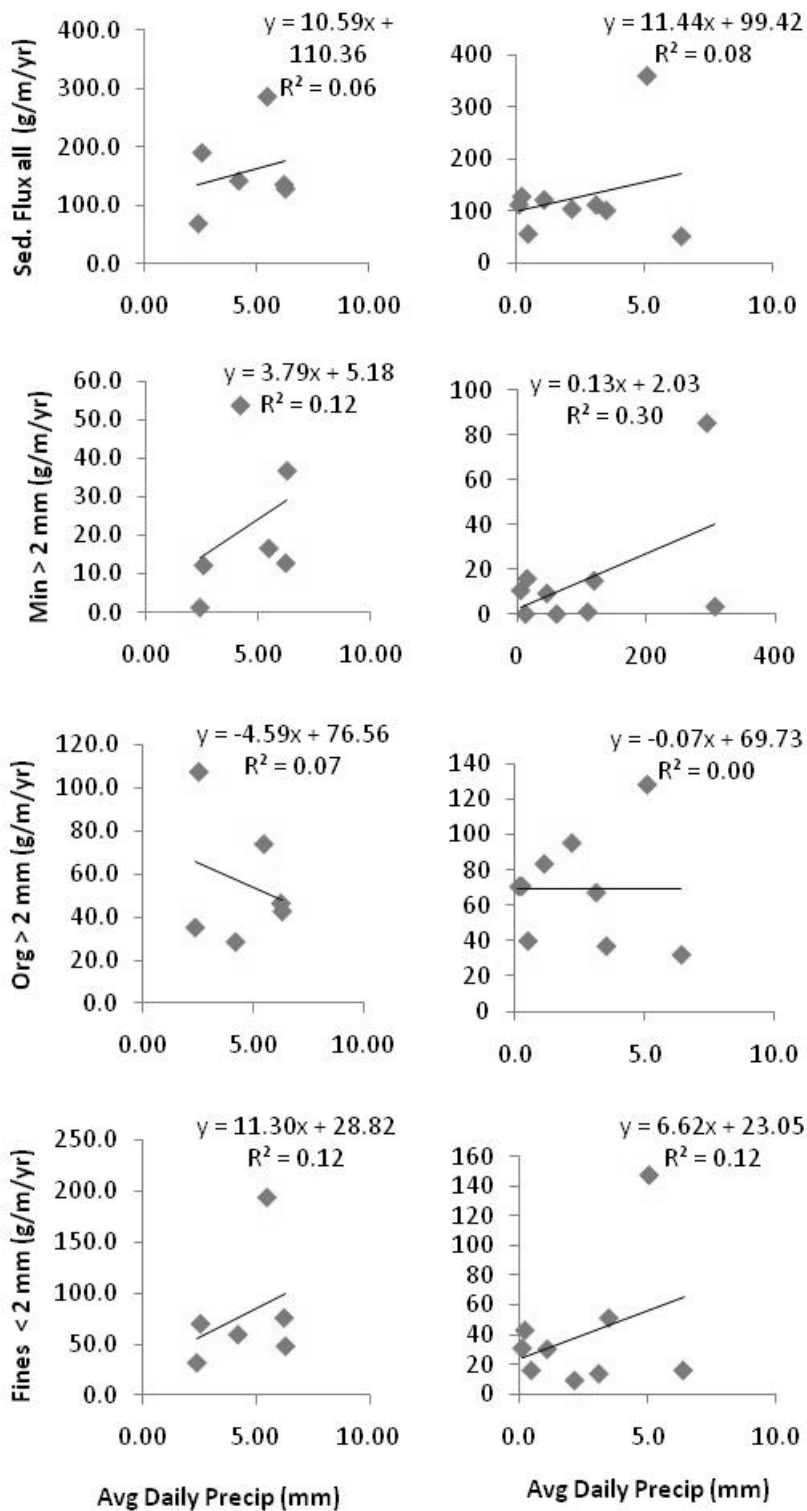 y = 10.59x +
110.36
R² = 0.06
400.0
300.0
200.0
100.0
0.0
0.00 5.00 10.00
Sed. Flux all (g/m/yr)
y = 11.44x + 99.42
R² = 0.08
400
300
200
100
0
0.0 5.0 10.0
y = 3.79x + 5.18
R² = 0.12
60.0
50.0
40.0
30.0
20.0
10.0
0.0
0.00 5.00 10.00
Min > 2 mm (g/m/yr)
y = 0.13x + 2.03
R² = 0.30
100
80
60
40
20
0
0 200 400
y = -4.59x + 76.56
R² = 0.07
120.0
100.0
80.0
60.0
40.0
20.0
0.0
0.00 5.00 10.00
Org > 2 mm (g/m/yr)
y = -0.07x + 69.73
R² = 0.00
140
120
100
80
60
40
20
0
0.0 5.0 10.0
y = 11.30x + 28.82
R² = 0.12
250.0
200.0
150.0
100.0
50.0
0.0
0.00 5.00 10.00
Fines < 2 mm (g/m/yr)
Avg Daily Precip (mm)
y = 6.62x + 23.05
R² = 0.12
160
140
120
100
80
60
40
20
0
0.0 5.0 10.0
Avg Daily Precip (mm)